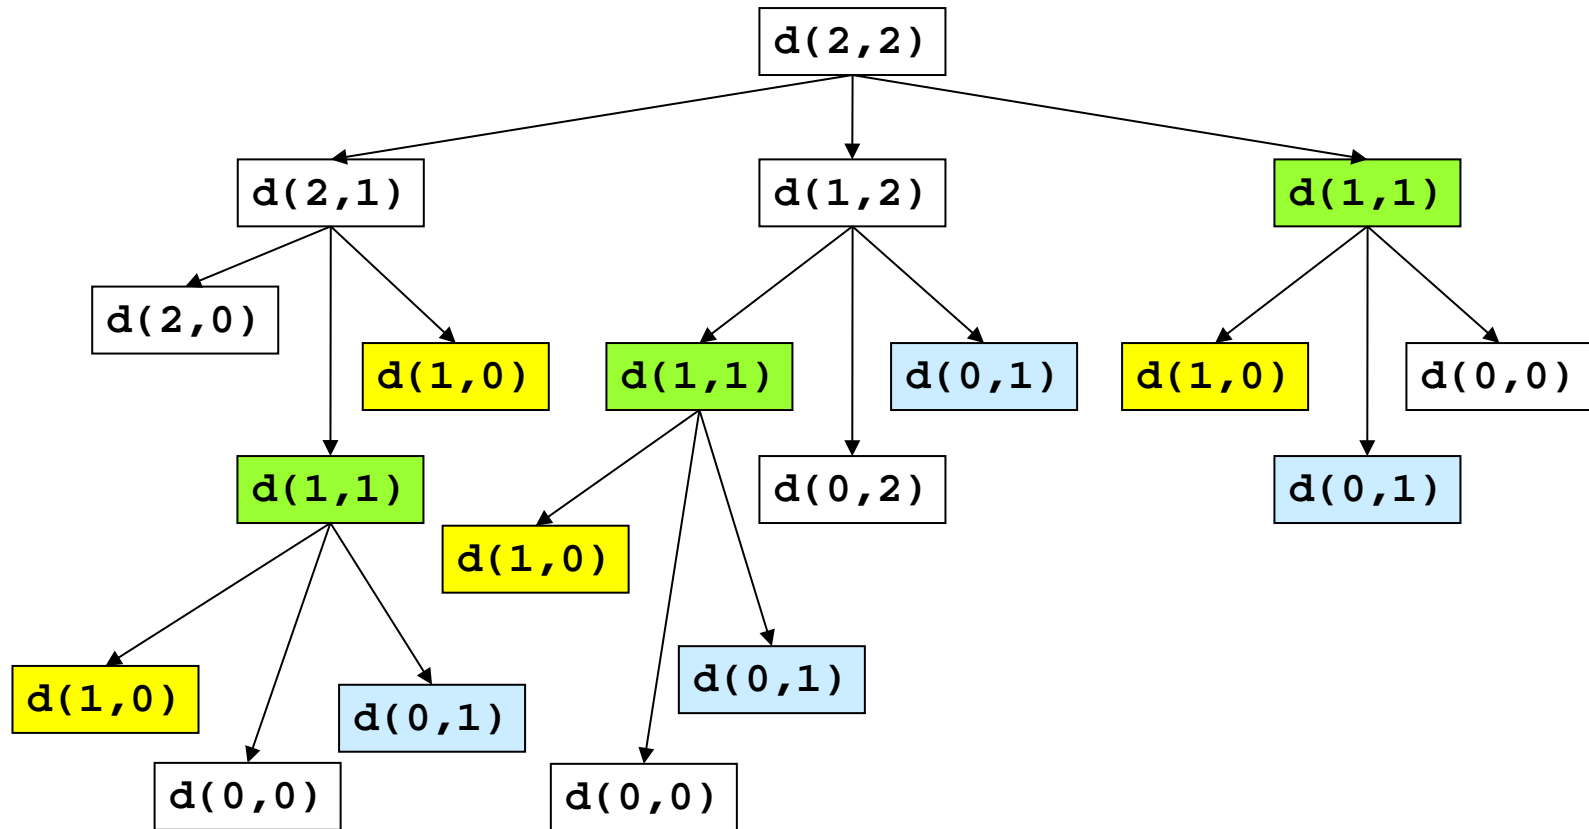 d(2,2)
d(2,1)
d(1,2)
d(1,1)
d(2,0)
d(1,0)
d(1,1)
d(0,1)
d(1,0)
d(0,0)
d(1,1)
d(0,2)
d(0,1)
d(1,0)
d(1,0)
d(0,1)
d(0,1)
d(0,0)
d(0,0)